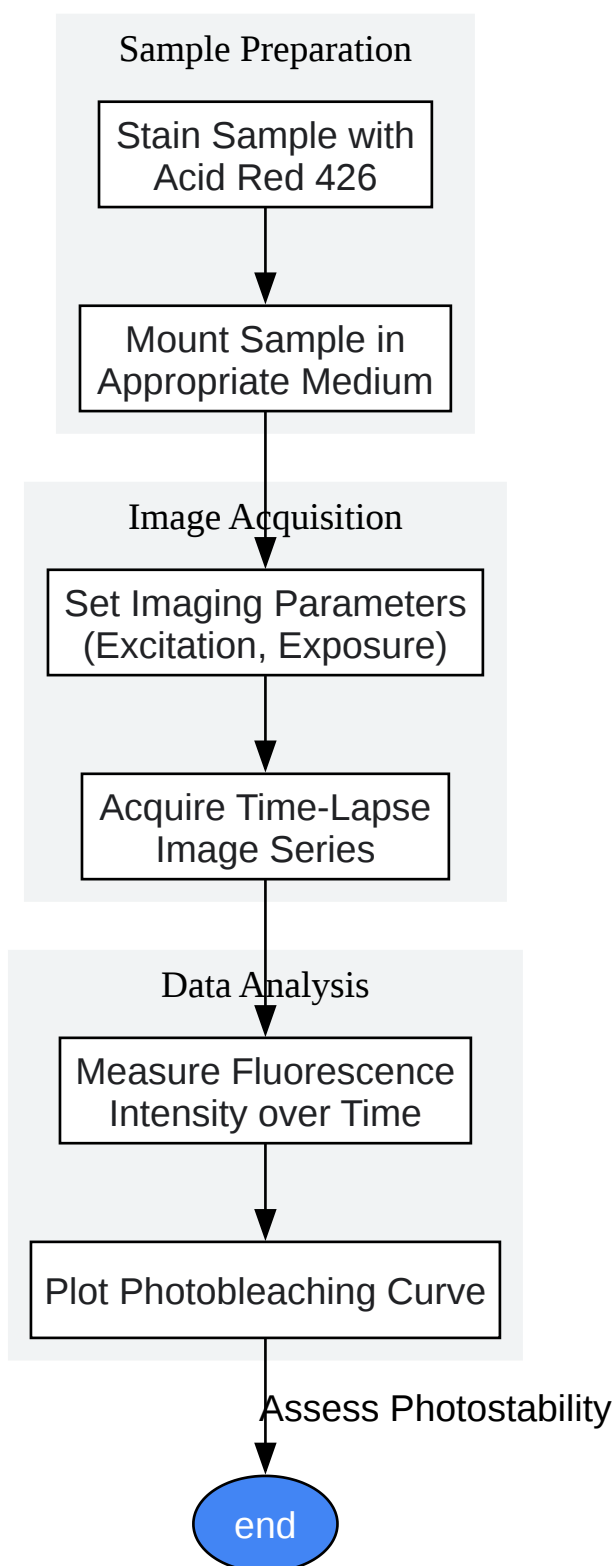 Sample Preparation
Stain Sample with
Acid Red 426
Mount Sample in
Appropriate Medium
Image Acquisition
Set Imaging Parameters
(Excitation, Exposure)
Acquire Time-Lapse
Image Series
Data Analysis
Measure Fluorescence
Intensity over Time
Plot Photobleaching Curve
Assess Photostability
end